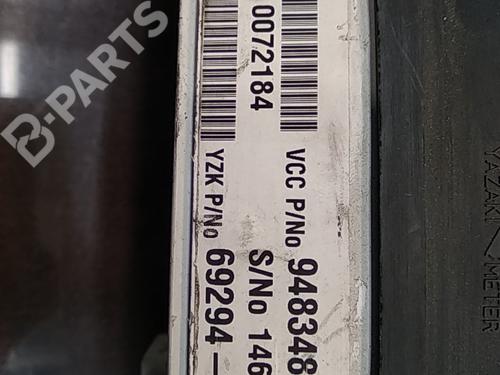 0072184
VCC P/No 948348
YZK P/No 69294-
S/No 146
YAZAKI METER
B-PARTS